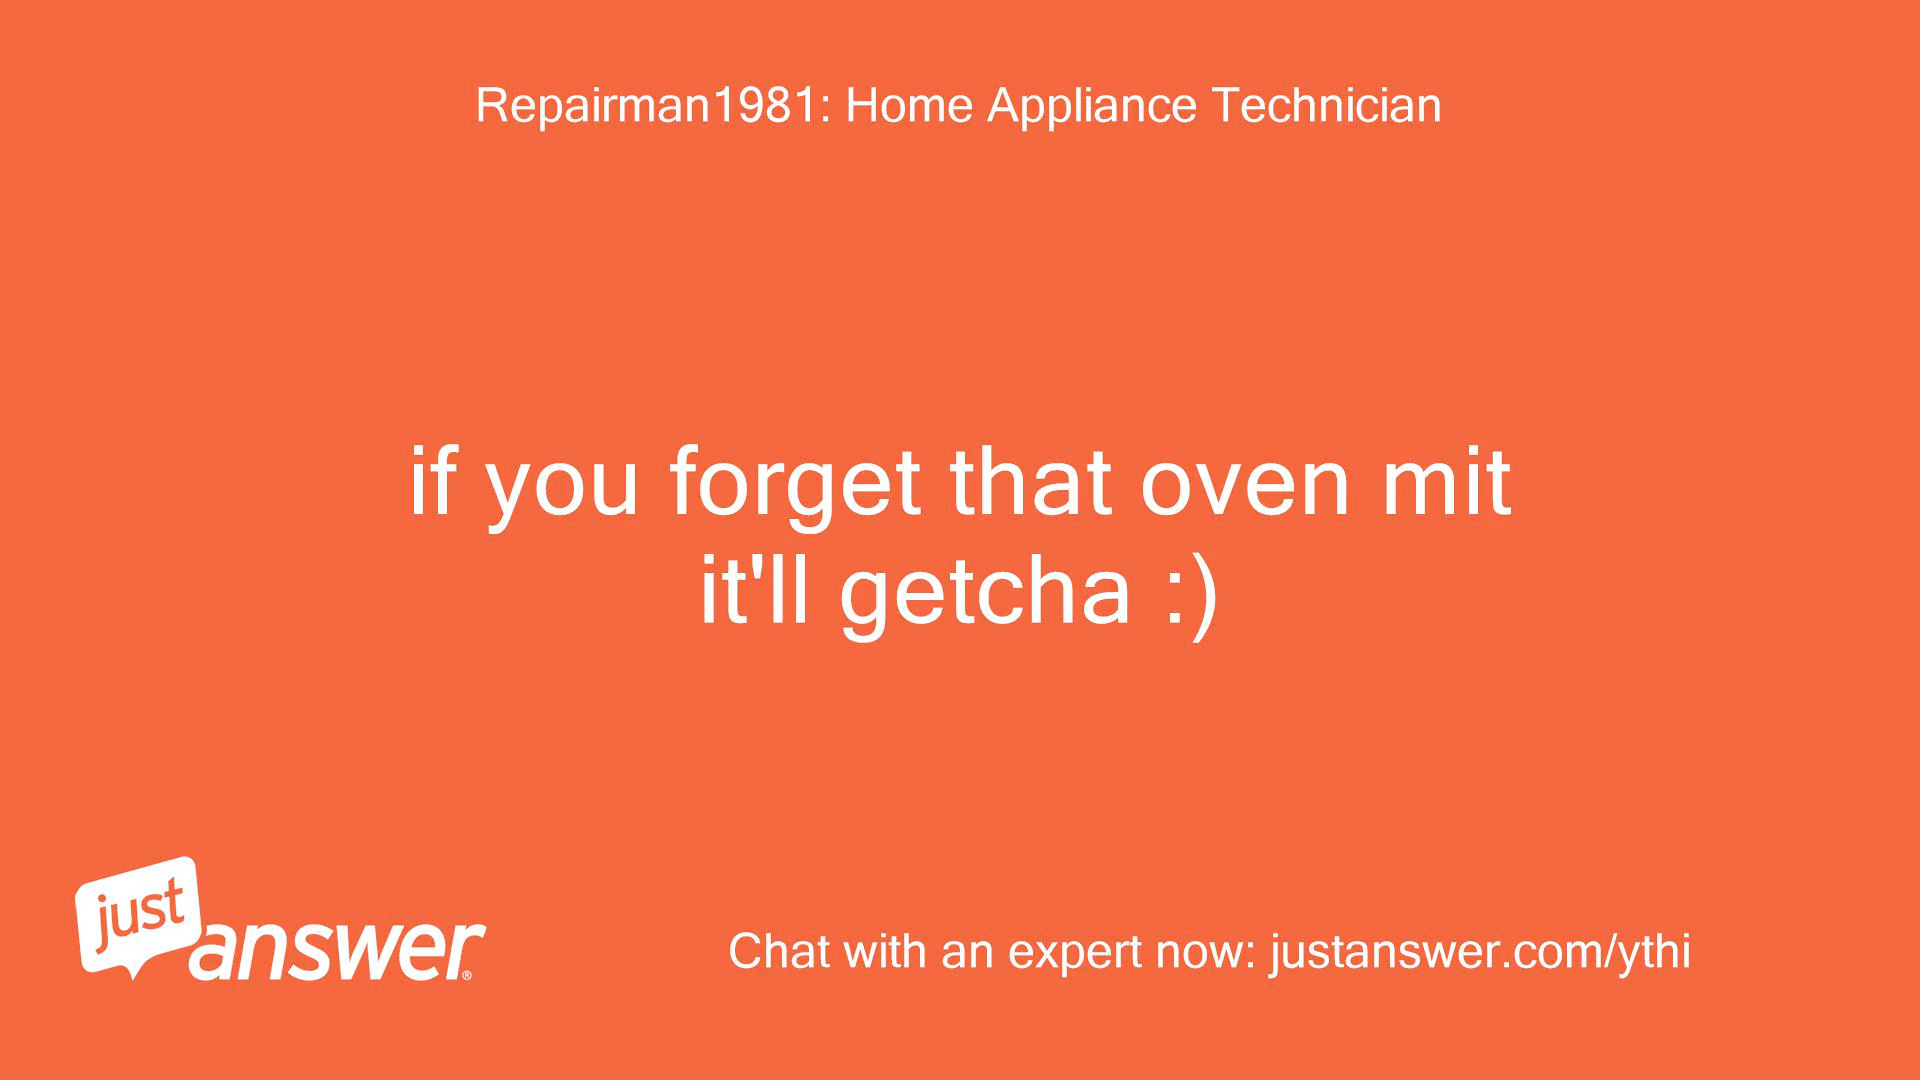 Repairman1981: Home Appliance Technician
if you forget that oven mit
it'll getcha :)
just
answer®
Chat with an expert now: justanswer.com/ythi